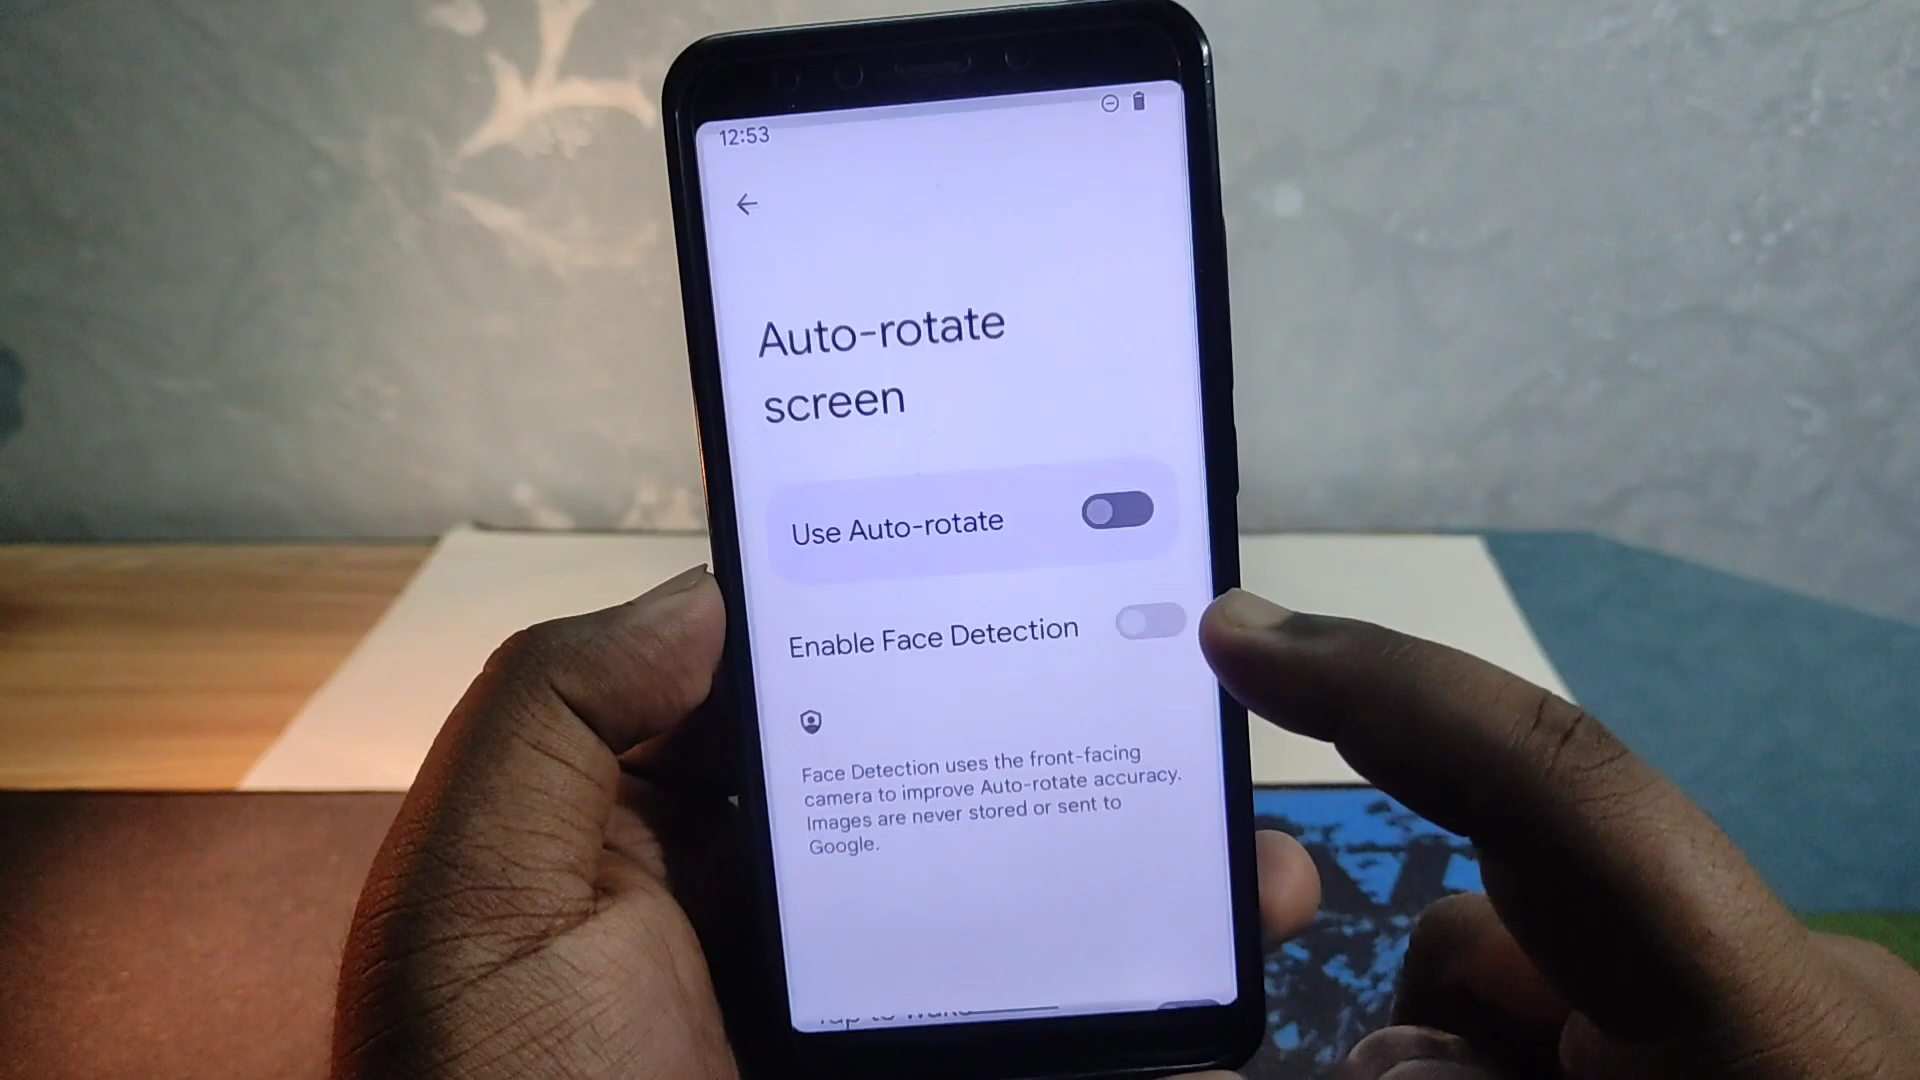 12:53
Auto-rotate
screen
Use Auto-rotate
Enable Face Detection
Face Detection uses the front-facing
camera to improve Auto-rotate accuracy.
Images are never stored or sent to
Google.